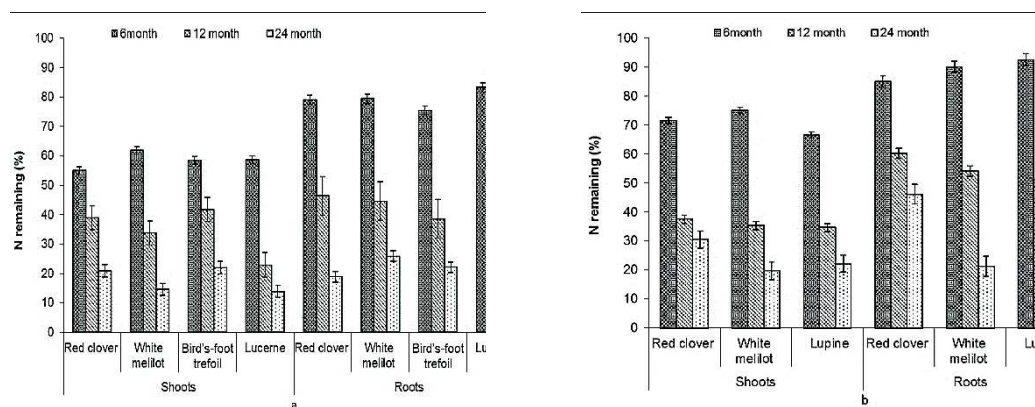 6month 12 month 24 month
N remaining (%)
100
90
80
70
60
50
40
30
20
10
0
Red clover White melilot Bird's-foot trefoil Lucerne Red clover White melilot Bird's-foot trefoil Lu
Shoots Roots
a
6month 12 month 24 month
N remaining (%)
100
90
80
70
60
50
40
30
20
10
0
Red clover White melilot Lupine Red clover White melilot Lu
Shoots Roots
b